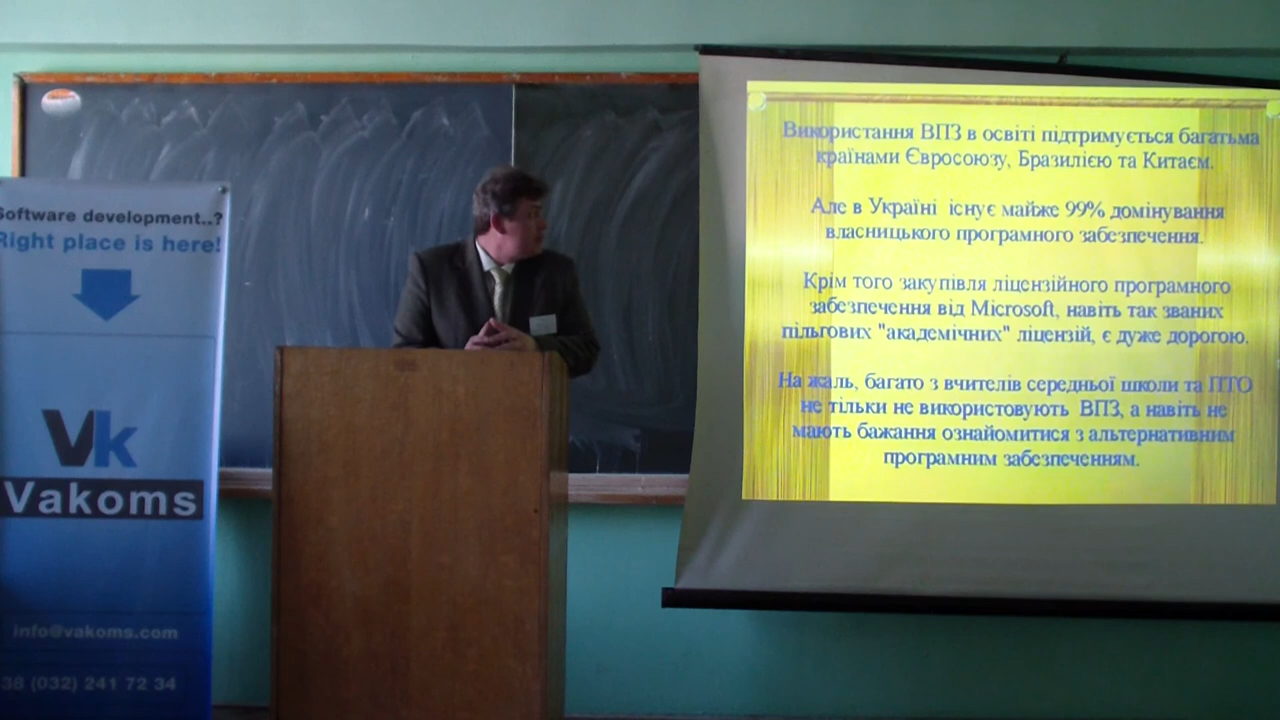 Software development..?
Right place is here!
Vk
Vakoms
info@vakoms.com
38 (032) 241 72 34
Використання ВПЗ в освіті підтримується багатьма
країнами Євросоюзу, Бразилією та Китаєм.
Але в Україні існує майже 99% домінування
власницького програмного забезпечення.
Крім того закупівля ліцензійного програмного
забезпечення від Microsoft, навіть так званих
пільгових "академічних" ліцензій, є дуже дорогою.
На жаль, багато з вчителів середньої школи та ПТО
не тільки не використовують ВПЗ, а навіть не
мають бажання ознайомитися з альтернативним
програмним забезпеченням.